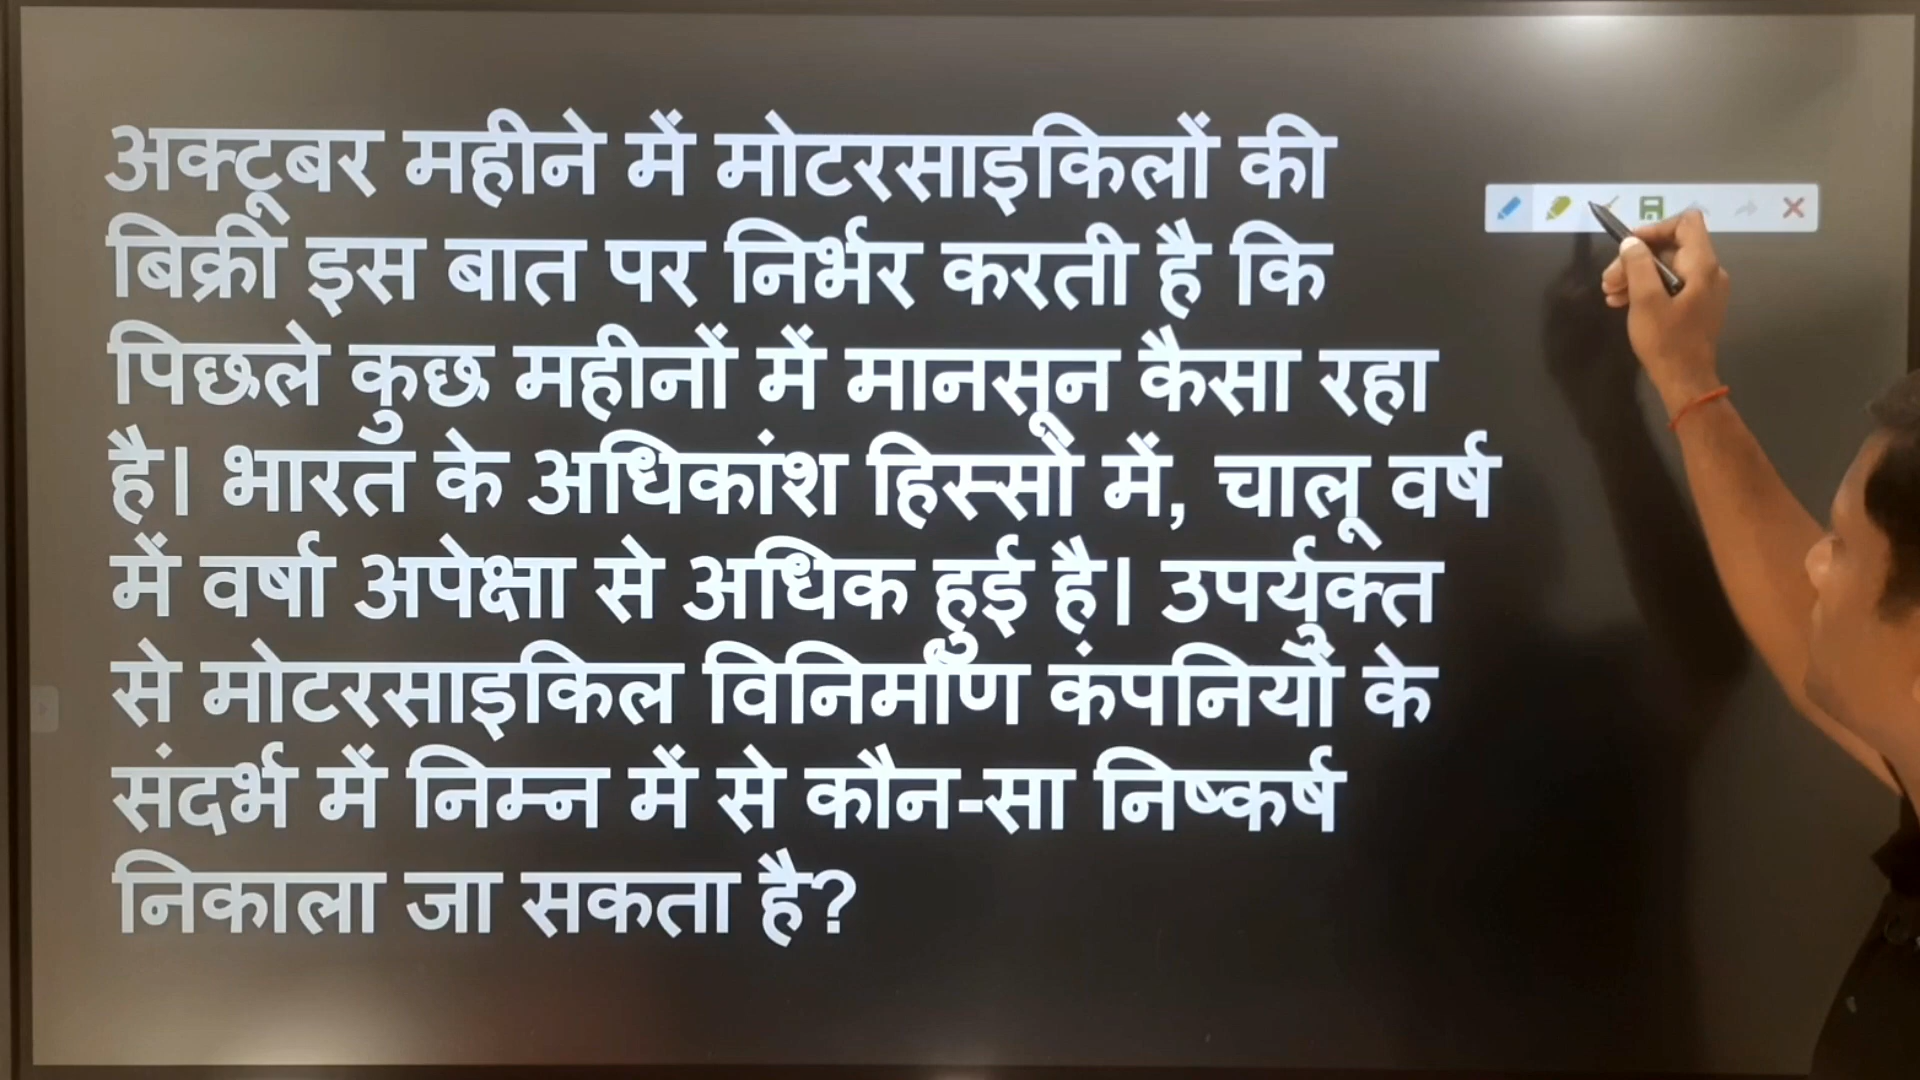 अक्टूबर महीने में मोटरसाइकिलों की
बिक्री इस बात पर निर्भर करती है कि
पिछले कुछ महीनों में मानसून कैसा रहा
है। भारत के अधिकांश हिस्सों में, चालू वर्ष
में वर्षा अपेक्षा से अधिक हुई है। उपर्युक्त
से मोटरसाइकिल विनिर्माण कंपनियों के
संदर्भ में निम्न में से कौन-सा निष्कर्ष
निकाला जा सकता है?